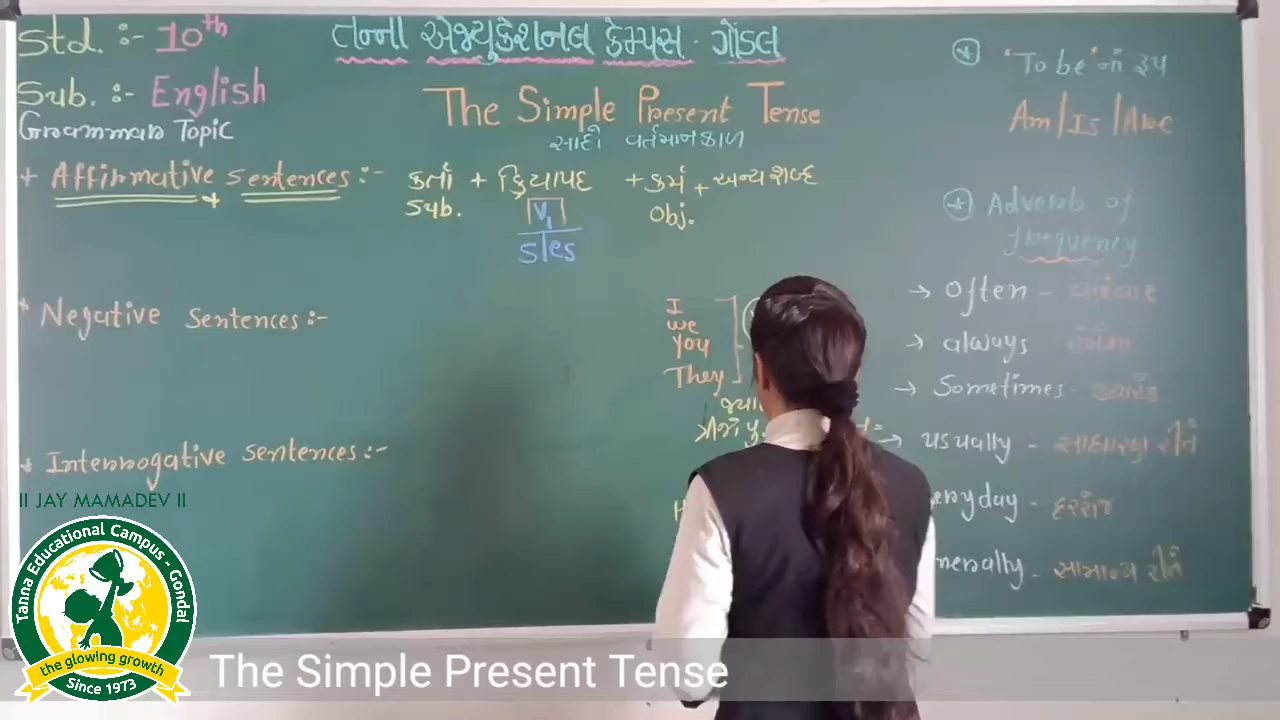 Std. :- 10th
તન્ના એજ્યુકેશનલ કેમ્પસ - ગોંડલ
Sub. :- English
Grammar Topic
The Simple Present Tense
સાદો વર્તમાનકાળ
+ Affirmative sentences :- કર્તા + ક્રિયાપદ + કર્મ + અન્ય શબ્દ
Sub. V1 Obj.
s/es
* Negative Sentences :-
I
We
You
They
* Interrogative Sentences :-
* 'To be' નાં રૂપ
Am / Is / Are
* Adverb of
frequency
→ Often - વારંવાર
→ always હંમેશા
→ Sometimes - ક્યારેક
→ usually - સાધારણ રીતે
દરરોજ
સામાન્ય રીતે
II JAY MAMADEV II
Tanna Educational Campus - Gondal
the glowing growth
Since 1973
The Simple Present Tense